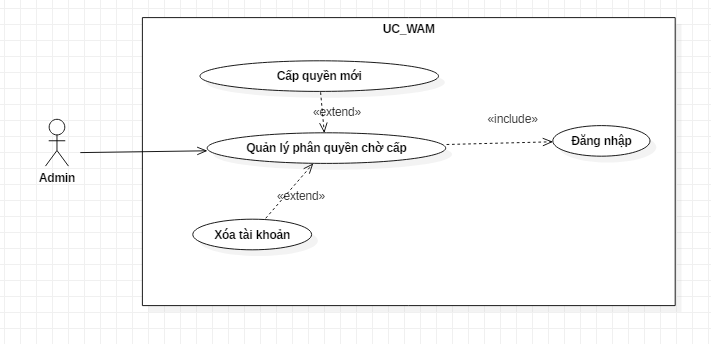 UC_WAM
Cấp quyền mới
«extend»
«include»
Quản lý phân quyền chờ cấp
Đăng nhập
Admin
«extend»
Xóa tài khoản